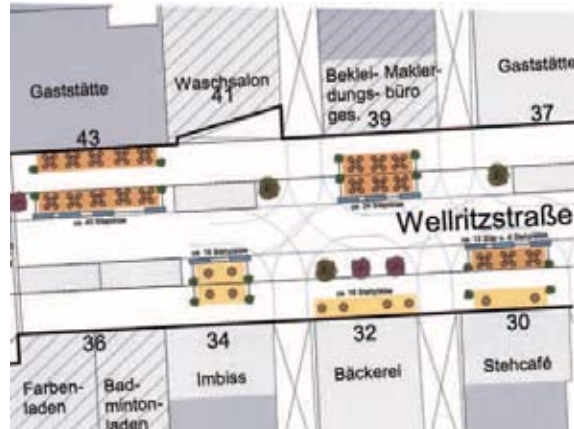 Gaststätte
43
Waschsalon
41
Beklei-
dungs-
ges.
Makler-
büro
39
Gaststätte
37
Wellritzstraße
36
Farben-
laden
Bad-
minton-
laden
34
Imbiss
32
Bäckerei
30
Stehcafé